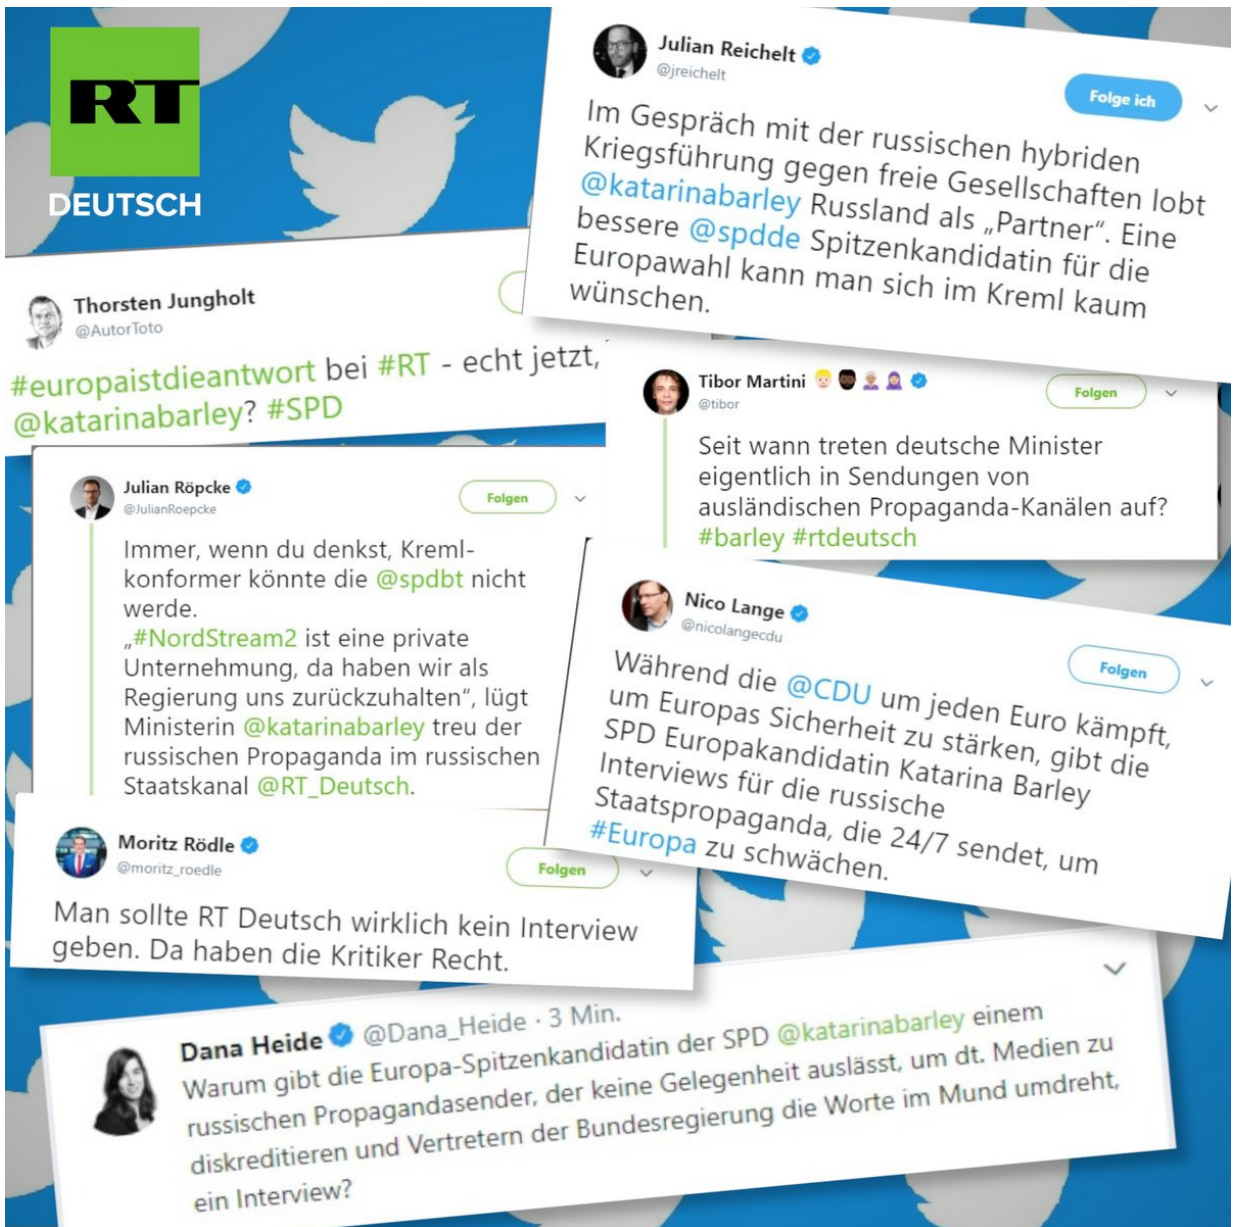 RT
DEUTSCH
Julian Reichelt
@jreichelt
Folge ich
Im Gespräch mit der russischen hybriden
Kriegsführung gegen freie Gesellschaften lobt
@katarinabarley Russland als „Partner“. Eine
bessere @spdde Spitzenkandidatin für die
Europawahl kann man sich im Kreml kaum
wünschen.
Thorsten Jungholt
@AutorToto
#europaistdieantwort bei #RT - echt jetzt,
@katarinabarley? #SPD
Tibor Martini
@tibor
Folgen
Seit wann treten deutsche Minister
eigentlich in Sendungen von
ausländischen Propaganda-Kanälen auf?
#barley #rtdeutsch
Julian Röpcke
@JulianRoepcke
Folgen
Immer, wenn du denkst, Kreml-
konformer könnte die @spdbt nicht
werde.
„#NordStream2 ist eine private
Unternehmung, da haben wir als
Regierung uns zurückzuhalten“, lügt
Ministerin @katarinabarley treu der
russischen Propaganda im russischen
Staatskanal @RT_Deutsch.
Nico Lange
@nicolangecdu
Folgen
Während die @CDU um jeden Euro kämpft,
um Europas Sicherheit zu stärken, gibt die
SPD Europakandidatin Katarina Barley
Interviews für die russische
Staatspropaganda, die 24/7 sendet, um
#Europa zu schwächen.
Moritz Rödle
@moritz_roedle
Folgen
Man sollte RT Deutsch wirklich kein Interview
geben. Da haben die Kritiker Recht.
Dana Heide @Dana_Heide · 3 Min.
Warum gibt die Europa-Spitzenkandidatin der SPD @katarinabarley einem
russischen Propagandasender, der keine Gelegenheit auslässt, um dt. Medien zu
diskreditieren und Vertretern der Bundesregierung die Worte im Mund umdreht,
ein Interview?